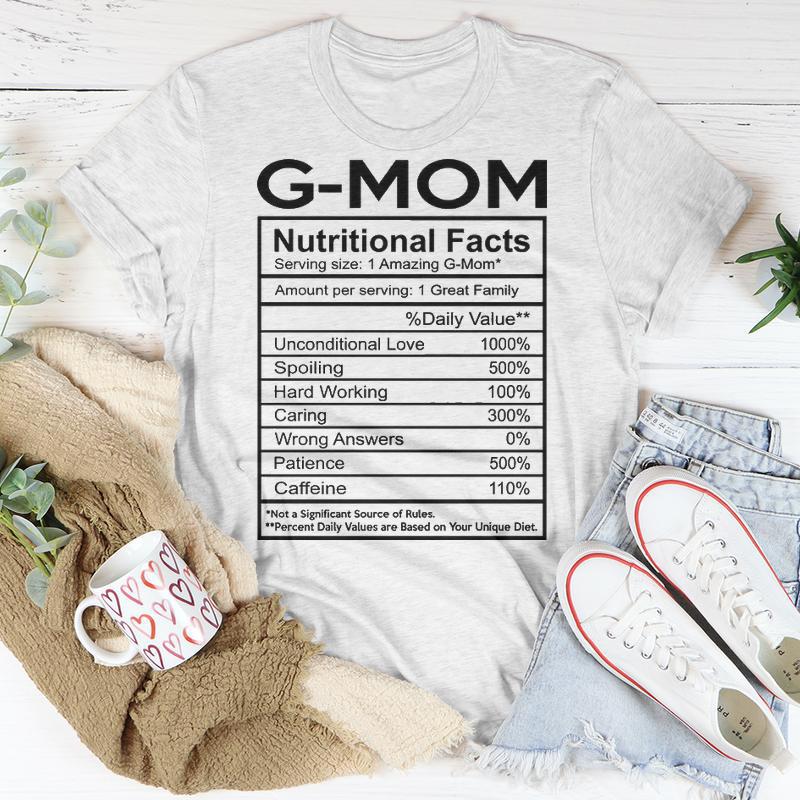 G-MOM
Nutritional Facts
Serving size: 1 Amazing G-Mom*
Amount per serving: 1 Great Family
%Daily Value**
Unconditional Love 1000%
Spoiling 500%
Hard Working 100%
Caring 300%
Wrong Answers 0%
Patience 500%
Caffeine 110%
*Not a Significant Source of Rules.
**Percent Daily Values are Based on Your Unique Diet.